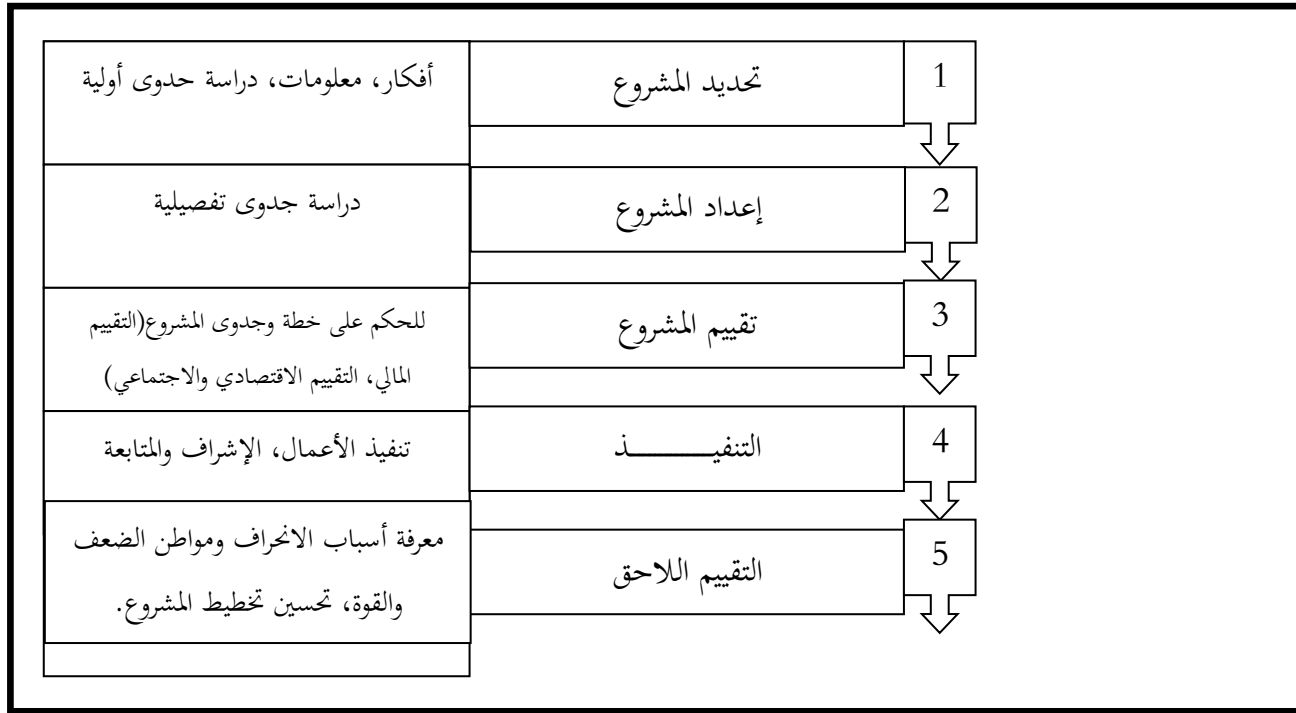 1
تحديد المشروع
أفكار، معلومات، دراسة حدوى أولية
2
إعداد المشروع
دراسة جدوى تفصيلية
3
تقييم المشروع
للحكم على خطة وجدوى المشروع(التقييم
المالي، التقييم الاقتصادي والاجتماعي)
4
التنفيـــــــــــذ
تنفيذ الأعمال، الإشراف والمتابعة
5
التقييم اللاحق
معرفة أسباب الانحراف ومواطن الضعف
والقوة، تحسين تخطيط المشروع.